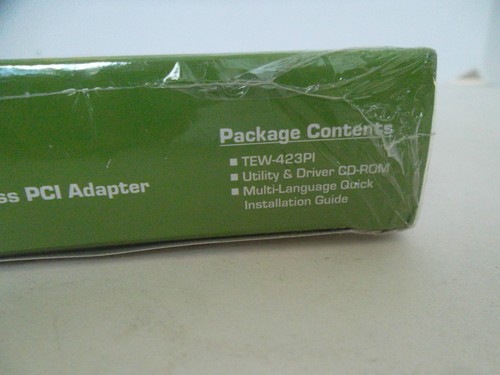 ss PCI Adapter
Package Contents
■ TEW-423PI
■ Utility & Driver CD-ROM
■ Multi-Language Quick
Installation Guide